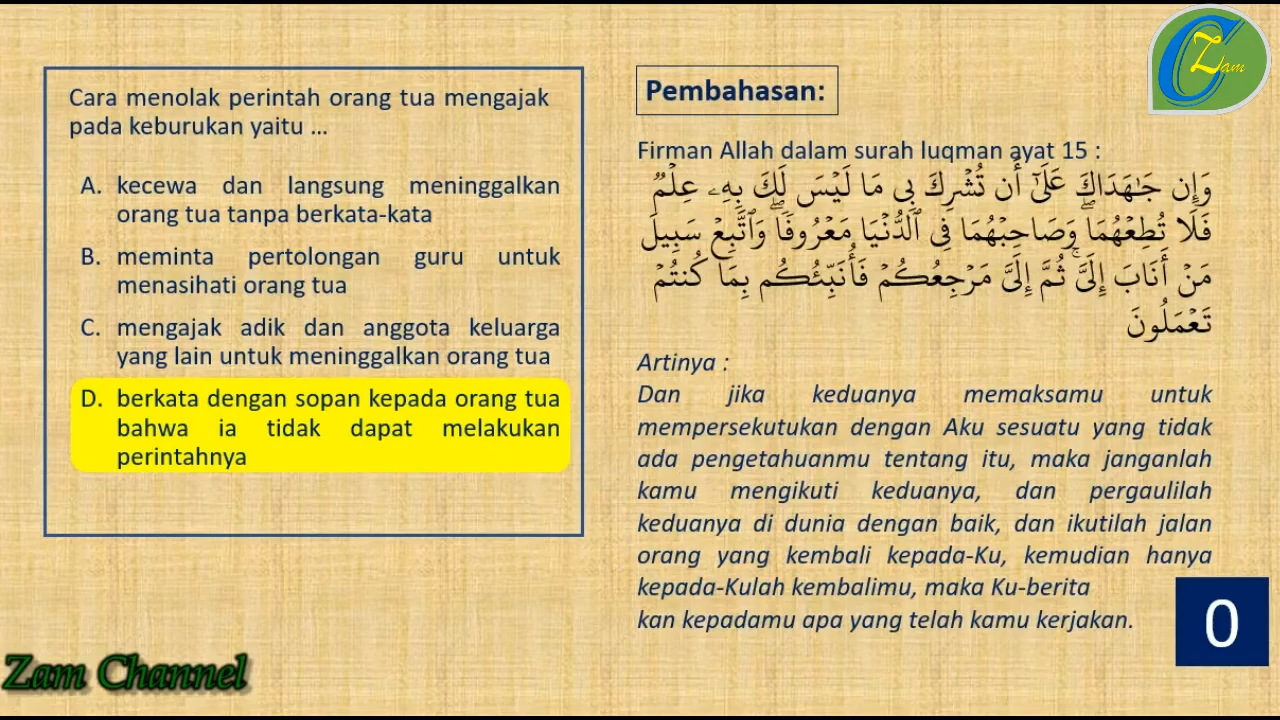 Cara menolak perintah orang tua mengajak
pada keburukan yaitu ...
A. kecewa dan langsung meninggalkan
orang tua tanpa berkata-kata
B. meminta pertolongan guru untuk
menasihati orang tua
C. mengajak adik dan anggota keluarga
yang lain untuk meninggalkan orang tua
D. berkata dengan sopan kepada orang tua
bahwa ia tidak dapat melakukan
perintahnya
Pembahasan:
Firman Allah dalam surah luqman ayat 15 :
وَإِن جَٰهَدَاكَ عَلَىٰٓ أَن تُشۡرِكَ بِي مَا لَيۡسَ لَكَ بِهِۦ عِلۡمٞ
فَلَا تُطِعۡهُمَاۖ وَصَاحِبۡهُمَا فِي ٱلدُّنۡيَا مَعۡرُوفٗاۖ وَٱتَّبِعۡ سَبِيلَ
مَنۡ أَنَابَ إِلَيَّۚ ثُمَّ إِلَيَّ مَرۡجِعُكُمۡ فَأُنَبِّئُكُم بِمَا كُنتُمۡ
تَعۡمَلُونَ
Artinya :
Dan jika keduanya memaksamu untuk
mempersekutukan dengan Aku sesuatu yang tidak
ada pengetahuanmu tentang itu, maka janganlah
kamu mengikuti keduanya, dan pergaulilah
keduanya di dunia dengan baik, dan ikutilah jalan
orang yang kembali kepada-Ku, kemudian hanya
kepada-Kulah kembalimu, maka Ku-berita
kan kepadamu apa yang telah kamu kerjakan.
0
Zam Channel
C Zam